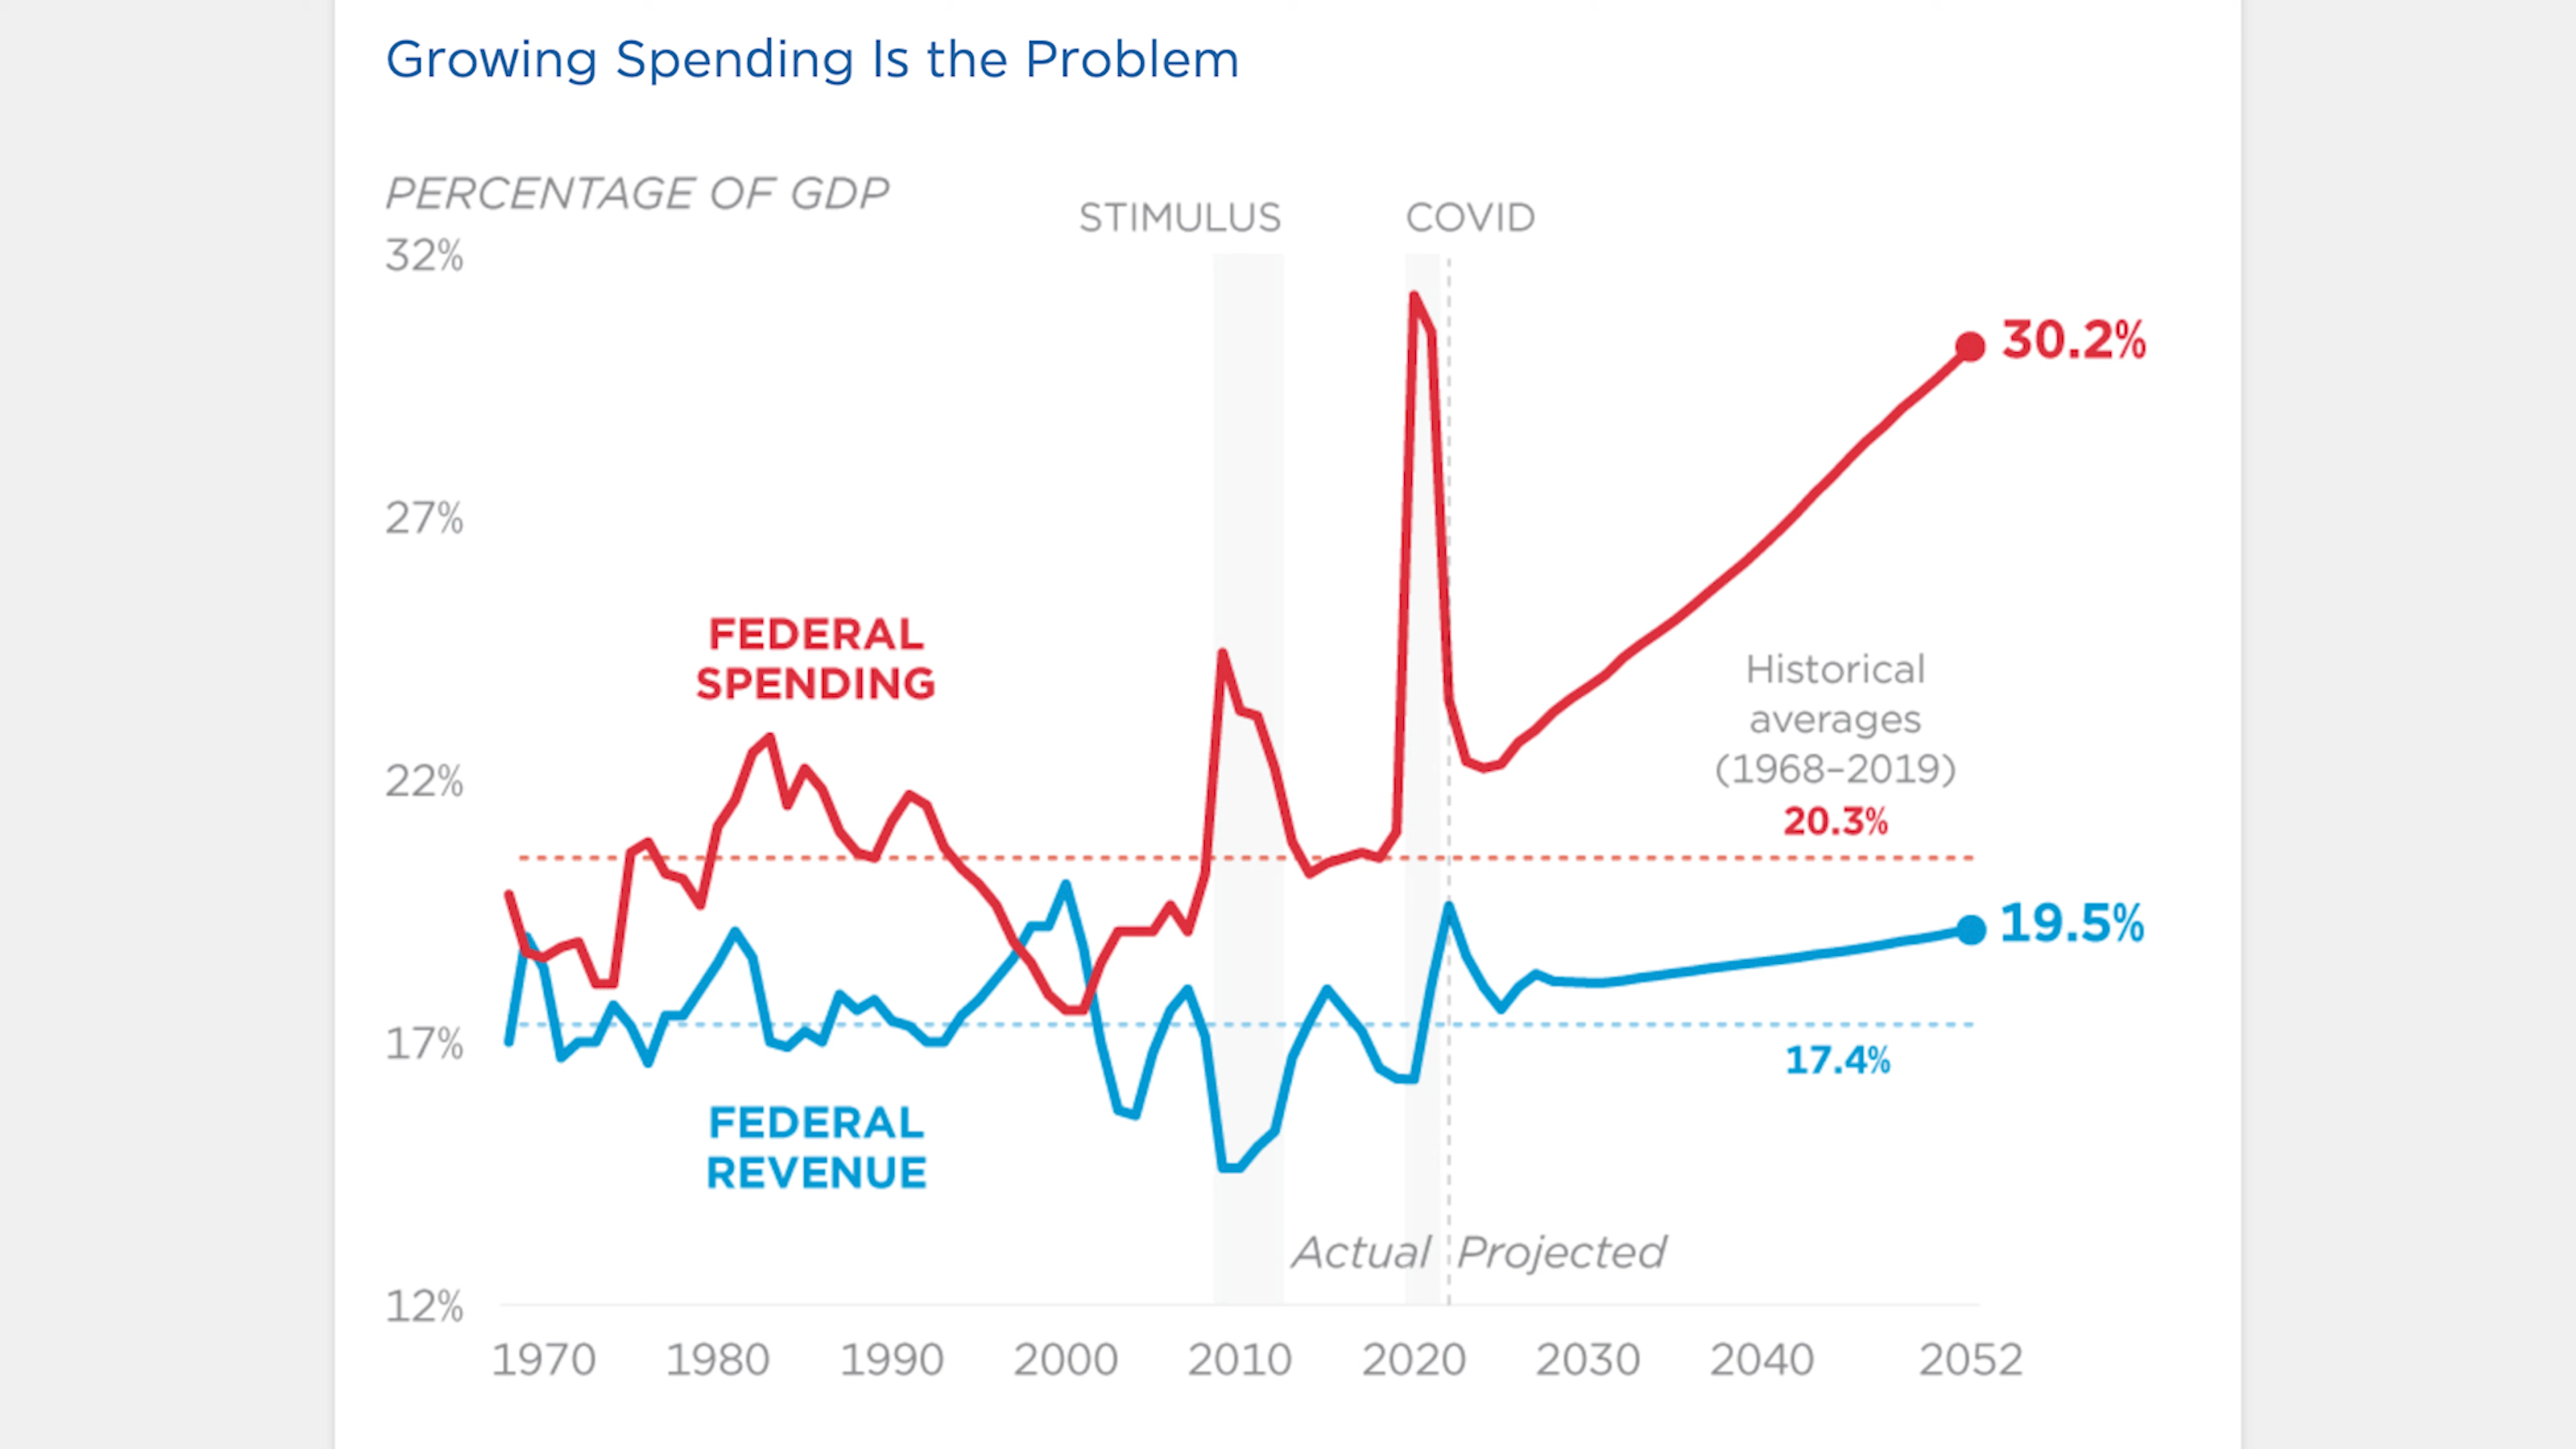 Growing Spending Is the Problem
PERCENTAGE OF GDP
STIMULUS
COVID
32%
27%
22%
17%
12%
30.2%
FEDERAL
SPENDING
Historical
averages
(1968–2019)
20.3%
19.5%
17.4%
FEDERAL
REVENUE
Actual
Projected
1970
1980
1990
2000
2010
2020
2030
2040
2052